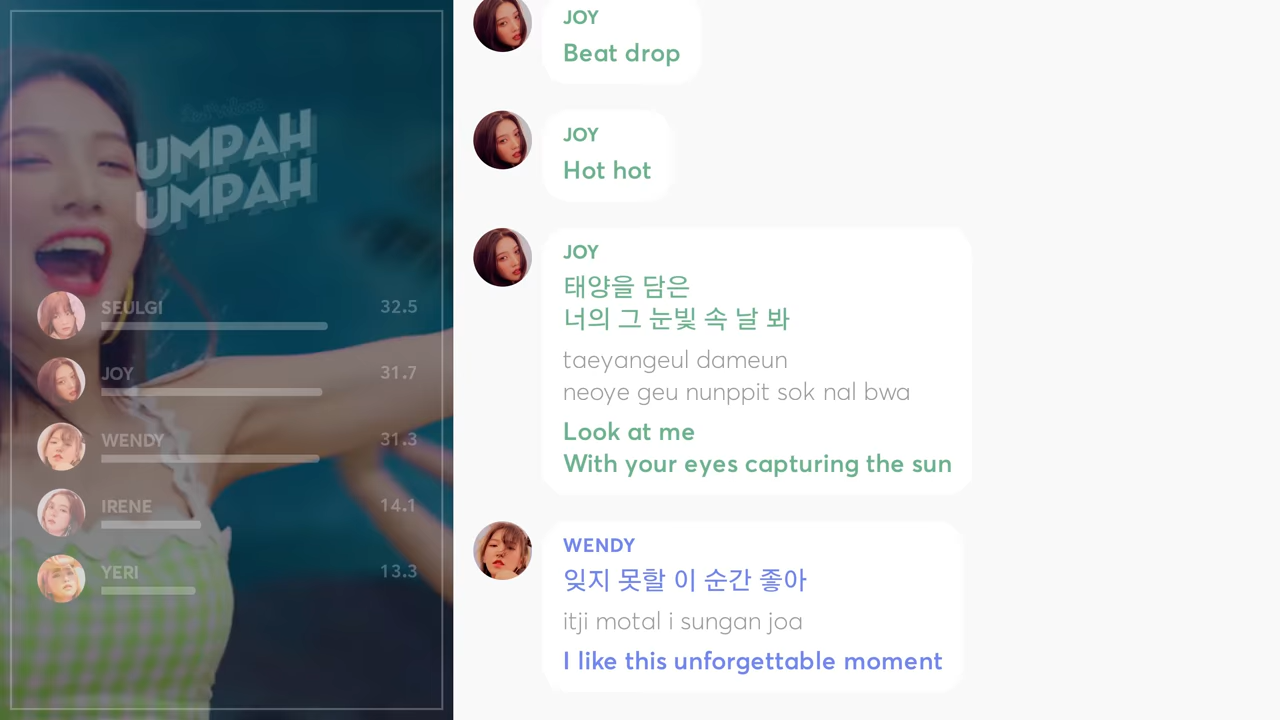 Red Velvet
UMPAH
UMPAH
SEULGI 32.5
JOY 31.7
WENDY 31.3
IRENE 14.1
YERI 13.3
JOY
Beat drop
JOY
Hot hot
JOY
태양을 담은
너의 그 눈빛 속 날 봐
taeyangeul dameun
neoye geu nunppit sok nal bwa
Look at me
With your eyes capturing the sun
WENDY
잊지 못할 이 순간 좋아
itji motal i sungan joa
I like this unforgettable moment